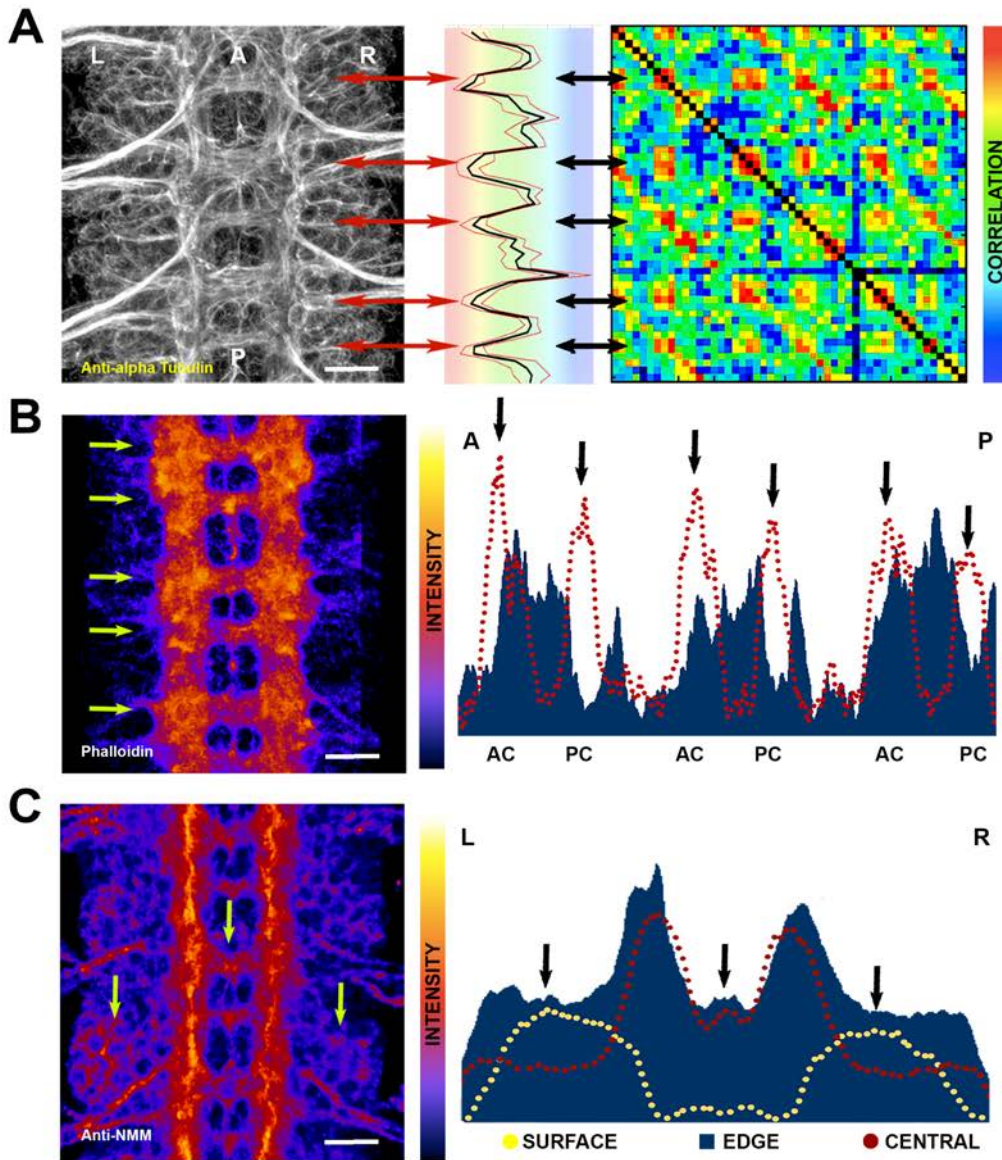 A
L A R
P
Anti-alpha Tubulin
CORRELATION
B
Phalloidin
INTENSITY
A P
AC PC AC PC AC PC
C
Anti-NMM
INTENSITY
L R
SURFACE EDGE CENTRAL